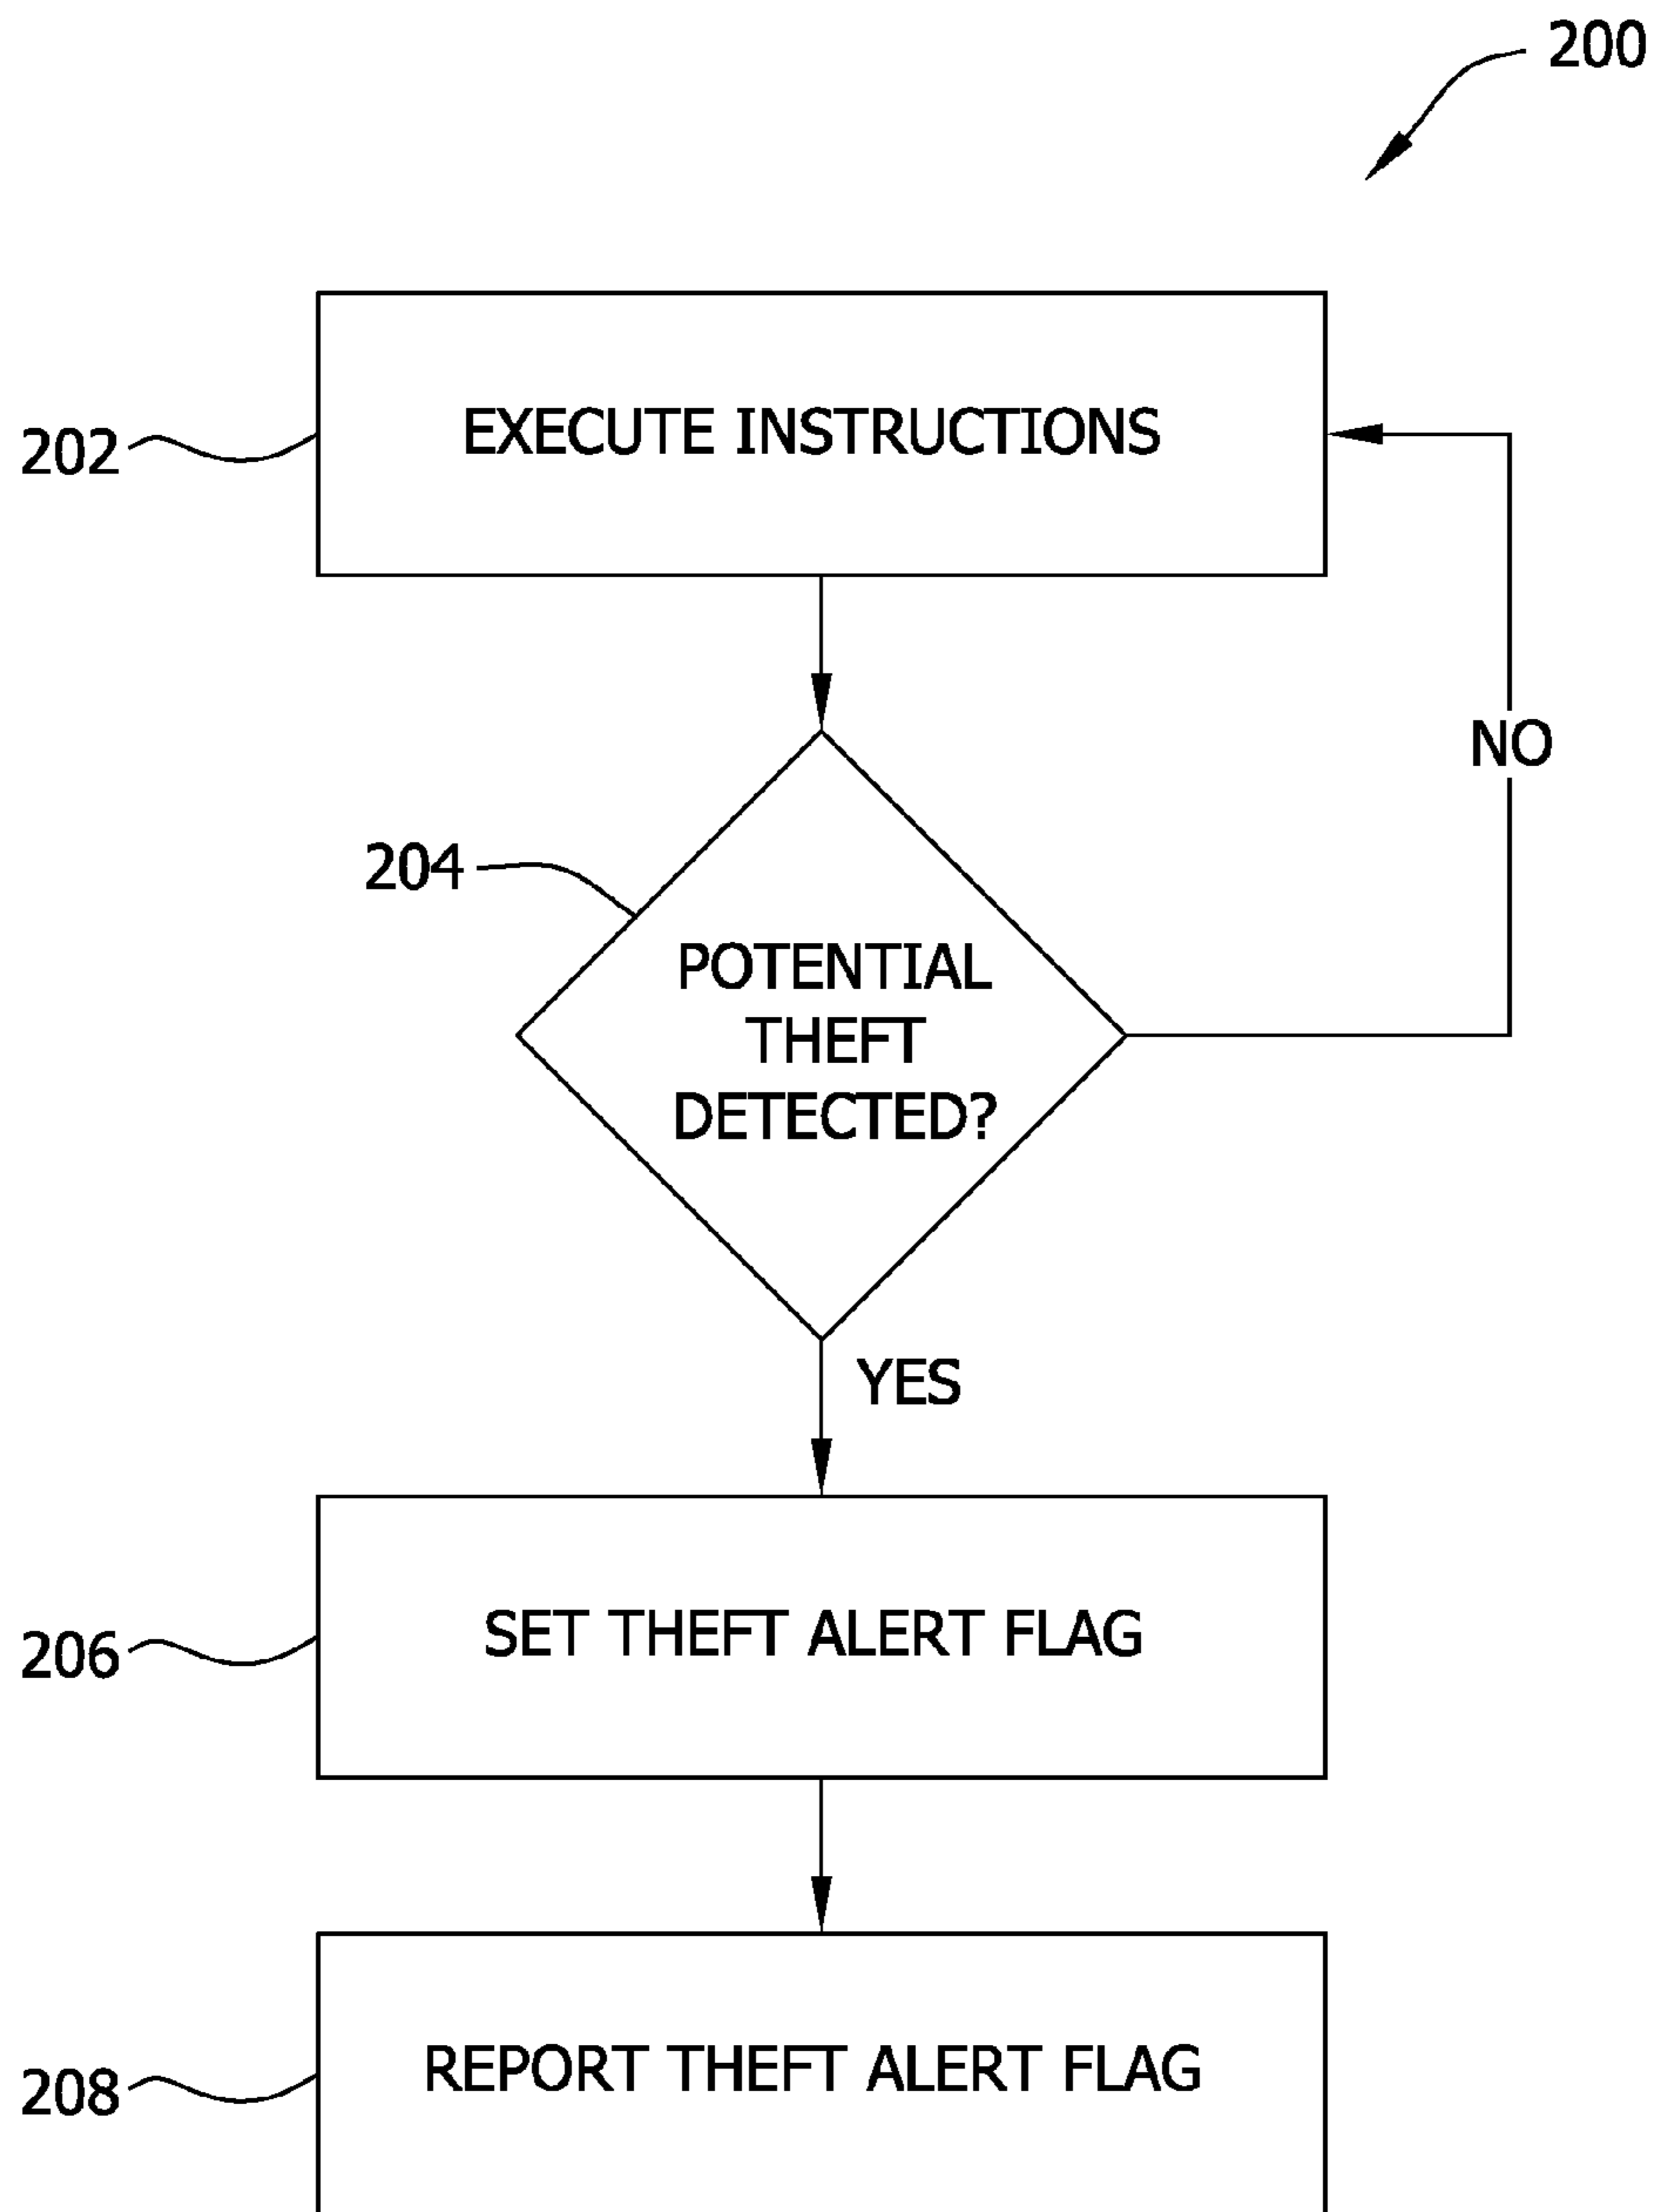 200
202
EXECUTE INSTRUCTIONS
NO
204
POTENTIAL
THEFT
DETECTED?
YES
206
SET THEFT ALERT FLAG
208
REPORT THEFT ALERT FLAG